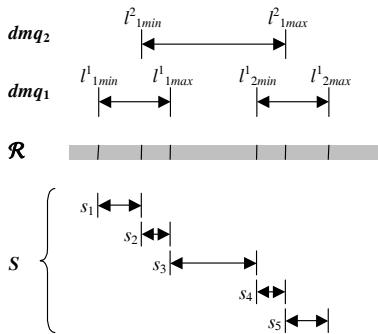 l²₁min l²₁max
dmq₂
l¹₁min l¹₁max l¹₂min l¹₂max
dmq₁
ℛ
s₁
s₂
s₃
S
s₄
s₅